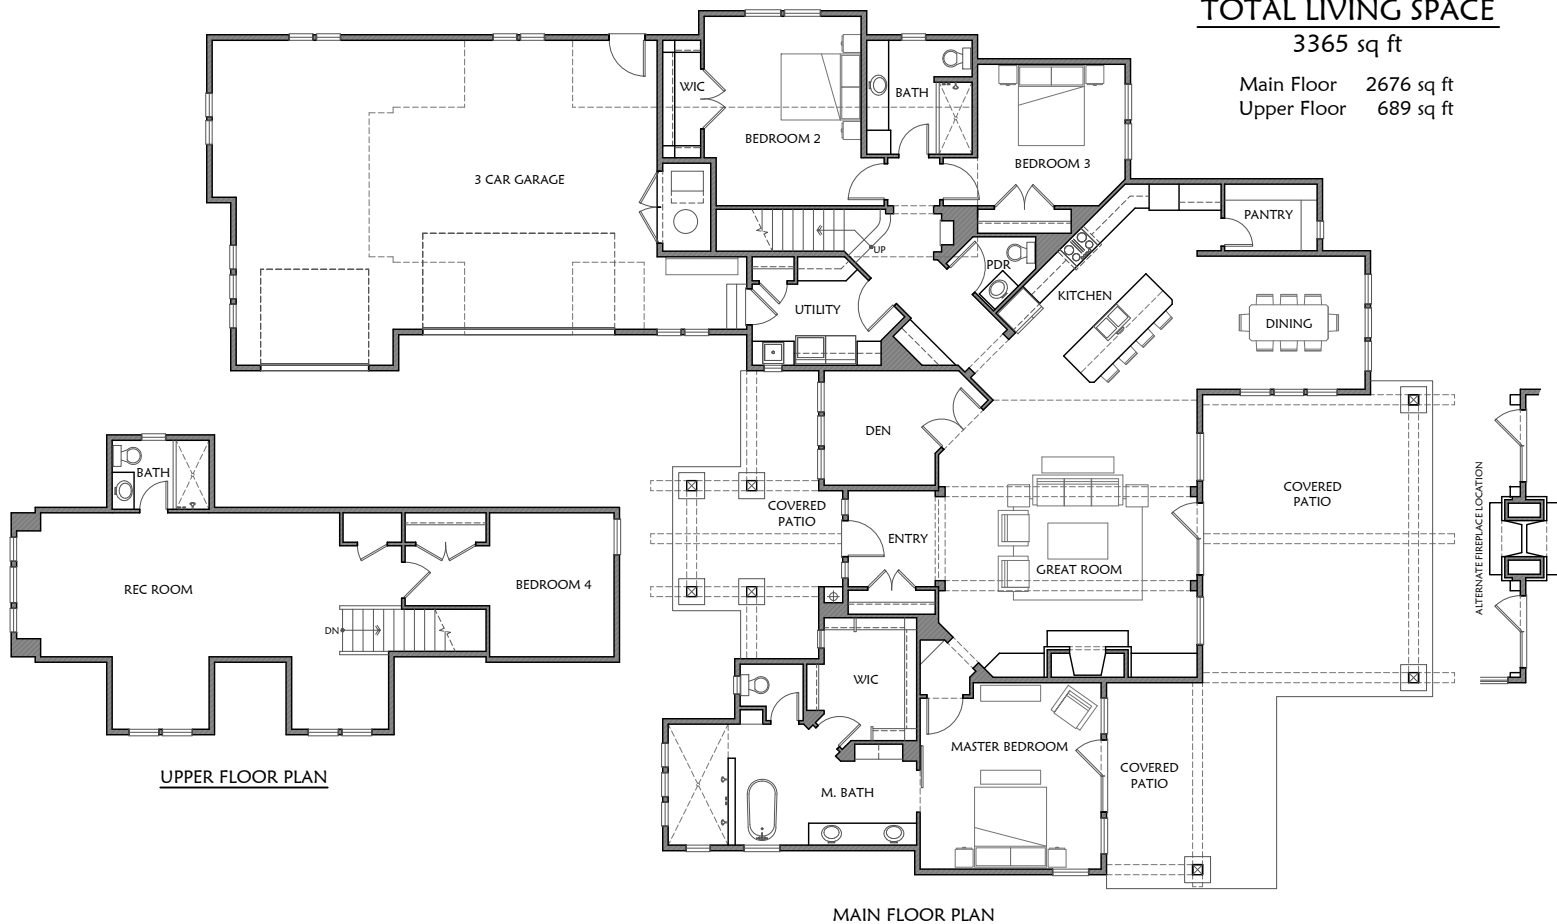 TOTAL LIVING SPACE
3365 sq ft
Main Floor 2676 sq ft
Upper Floor 689 sq ft
WIC
BEDROOM 2
BATH
BEDROOM 3
3 CAR GARAGE
PANTRY
UP
PDR
KITCHEN
UTILITY
DINING
DEN
BATH
COVERED
PATIO
COVERED
PATIO
ALTERNATE FIREPLACE LOCATION
ENTRY
GREAT ROOM
REC ROOM
BEDROOM 4
DN
WIC
MASTER BEDROOM
COVERED
PATIO
M. BATH
UPPER FLOOR PLAN
MAIN FLOOR PLAN